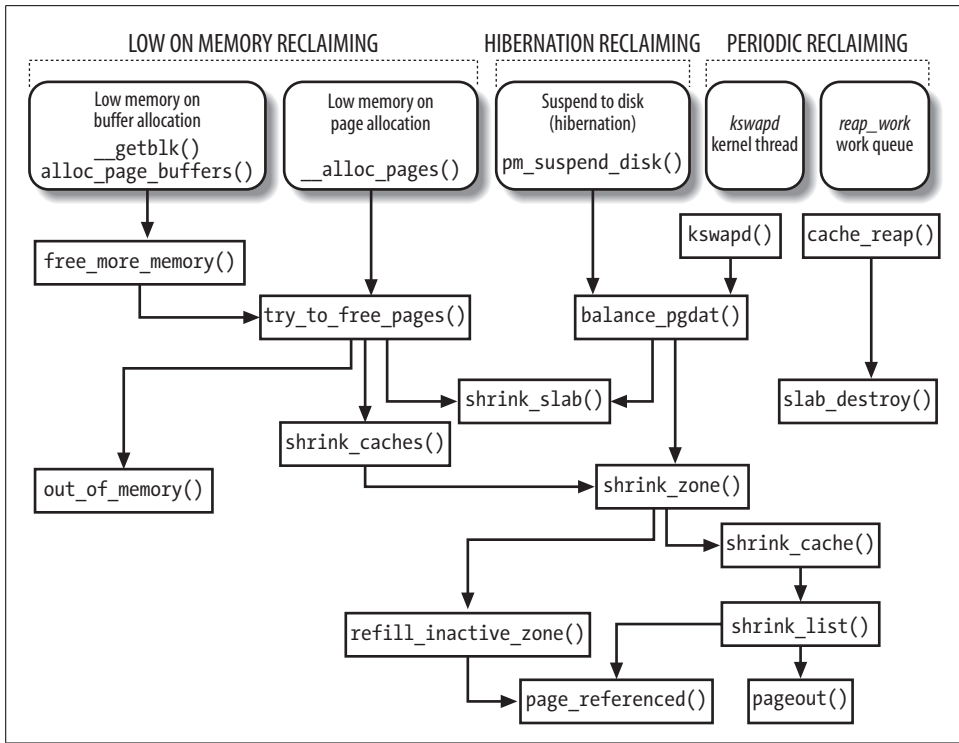 LOW ON MEMORY RECLAIMING
HIBERNATION RECLAIMING
PERIODIC RECLAIMING
Low memory on
buffer allocation
__getblk()
alloc_page_buffers()
Low memory on
page allocation
__alloc_pages()
Suspend to disk
(hibernation)
pm_suspend_disk()
kswapd
kernel thread
reap_work
work queue
free_more_memory()
kswapd()
cache_reap()
try_to_free_pages()
balance_pgdat()
shrink_slab()
slab_destroy()
shrink_caches()
out_of_memory()
shrink_zone()
shrink_cache()
refill_inactive_zone()
shrink_list()
page_referenced()
pageout()